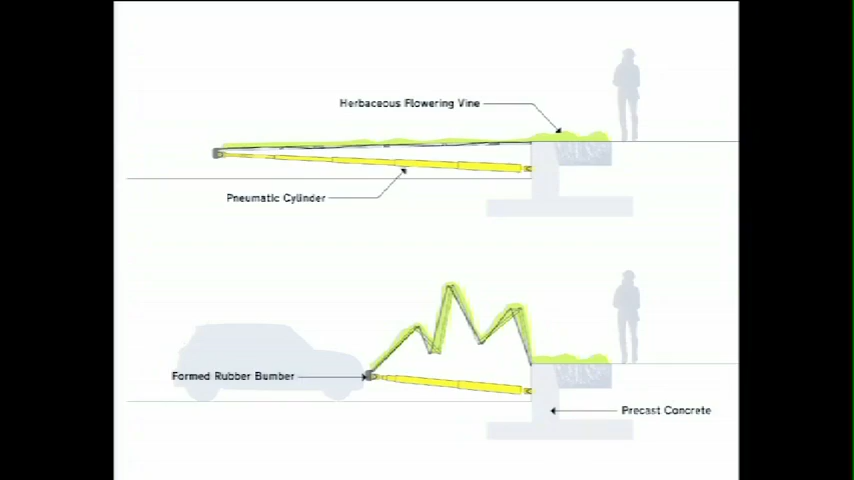 Herbaceous Flowering Vine
Pneumatic Cylinder
Formed Rubber Bumber
Precast Concrete